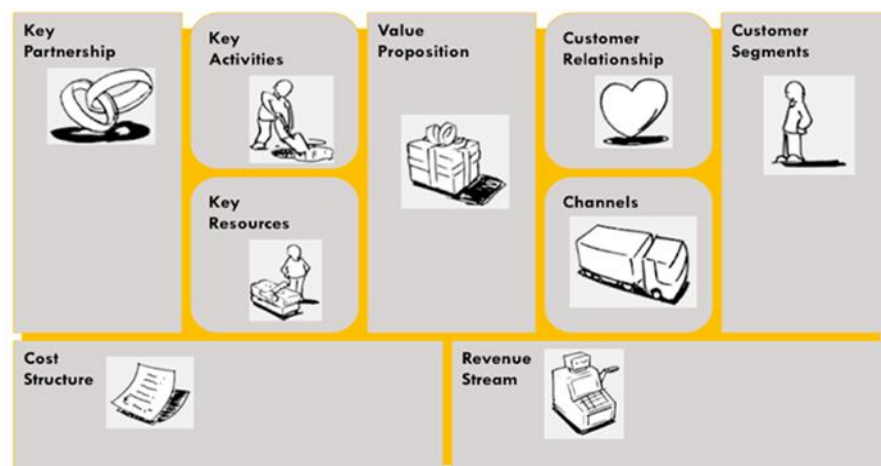 Key
Partnership
Key
Activities
Key
Resources
Value
Proposition
Customer
Relationship
Channels
Customer
Segments
Cost
Structure
Revenue
Stream